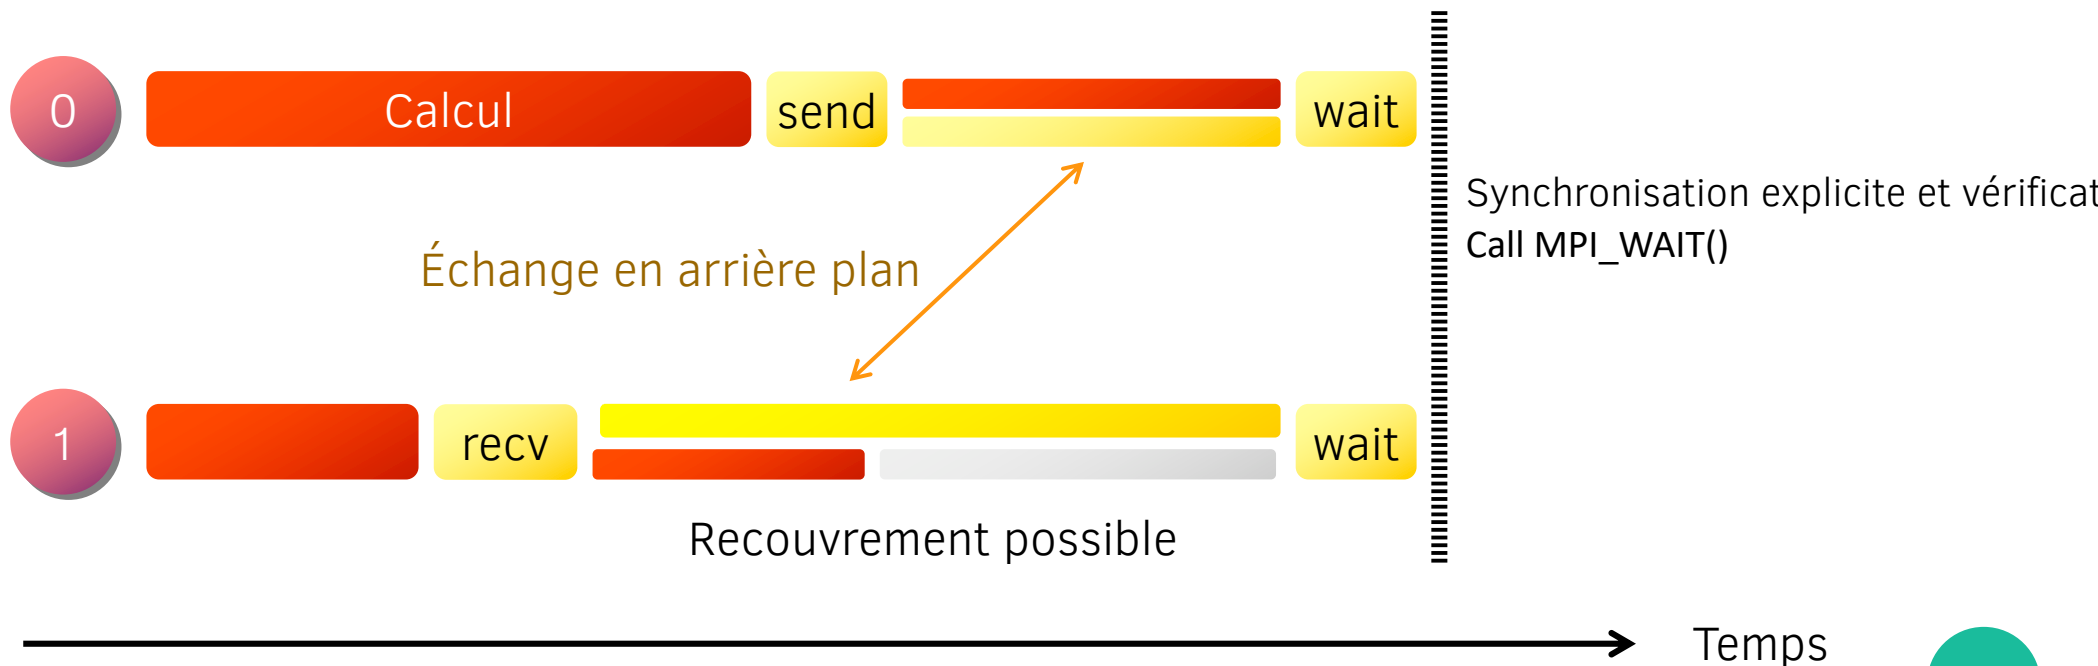 0 Calcul send wait
Synchronisation explicite et
Call MPI_WAIT()
Échange en arrière plan
1 recv wait
Recouvrement possible
Temps